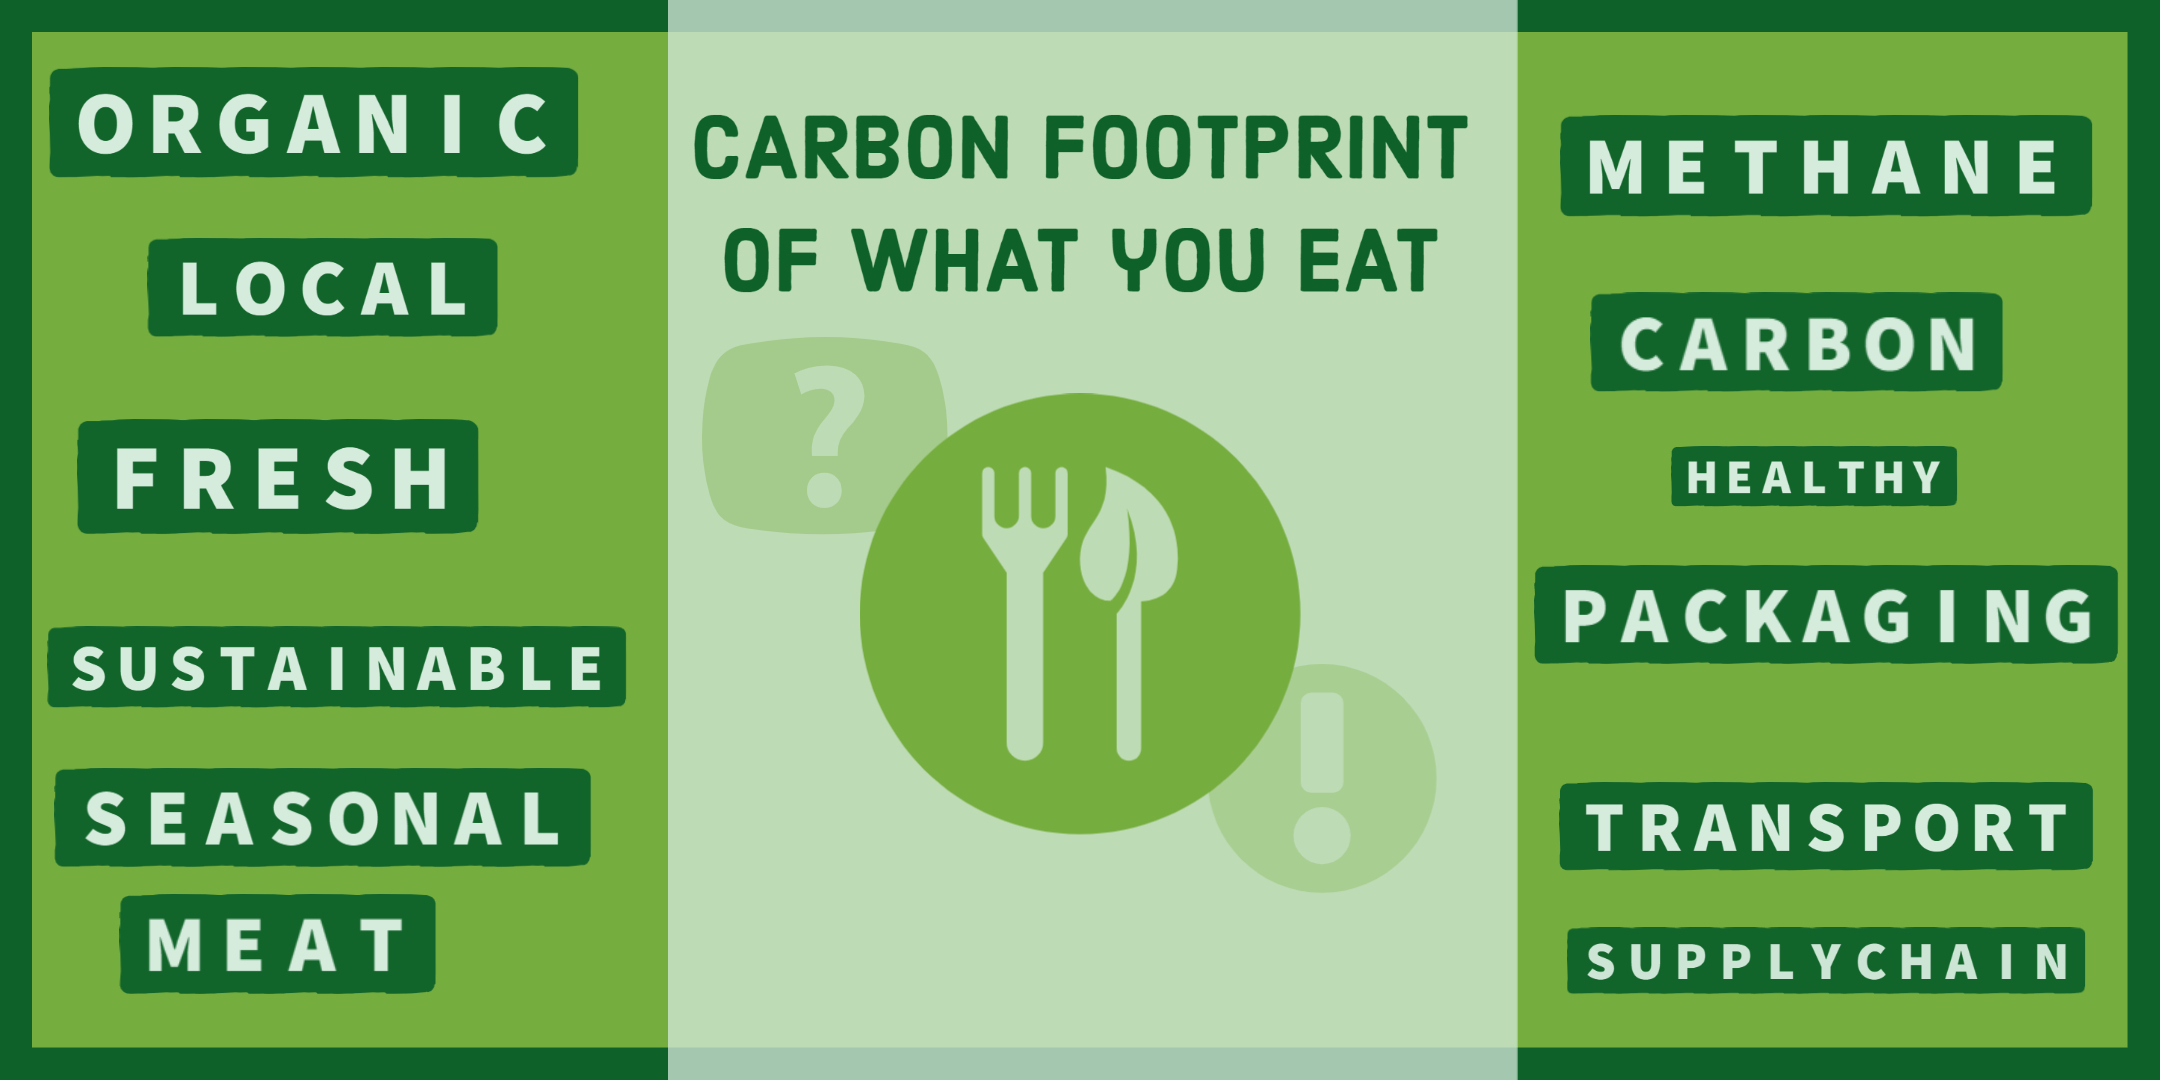 ORGANIC
LOCAL
FRESH
SUSTAINABLE
SEASONAL
MEAT
CARBON FOOTPRINT
OF WHAT YOU EAT
?
!
METHANE
CARBON
HEALTHY
PACKAGING
TRANSPORT
SUPPLYCHAIN